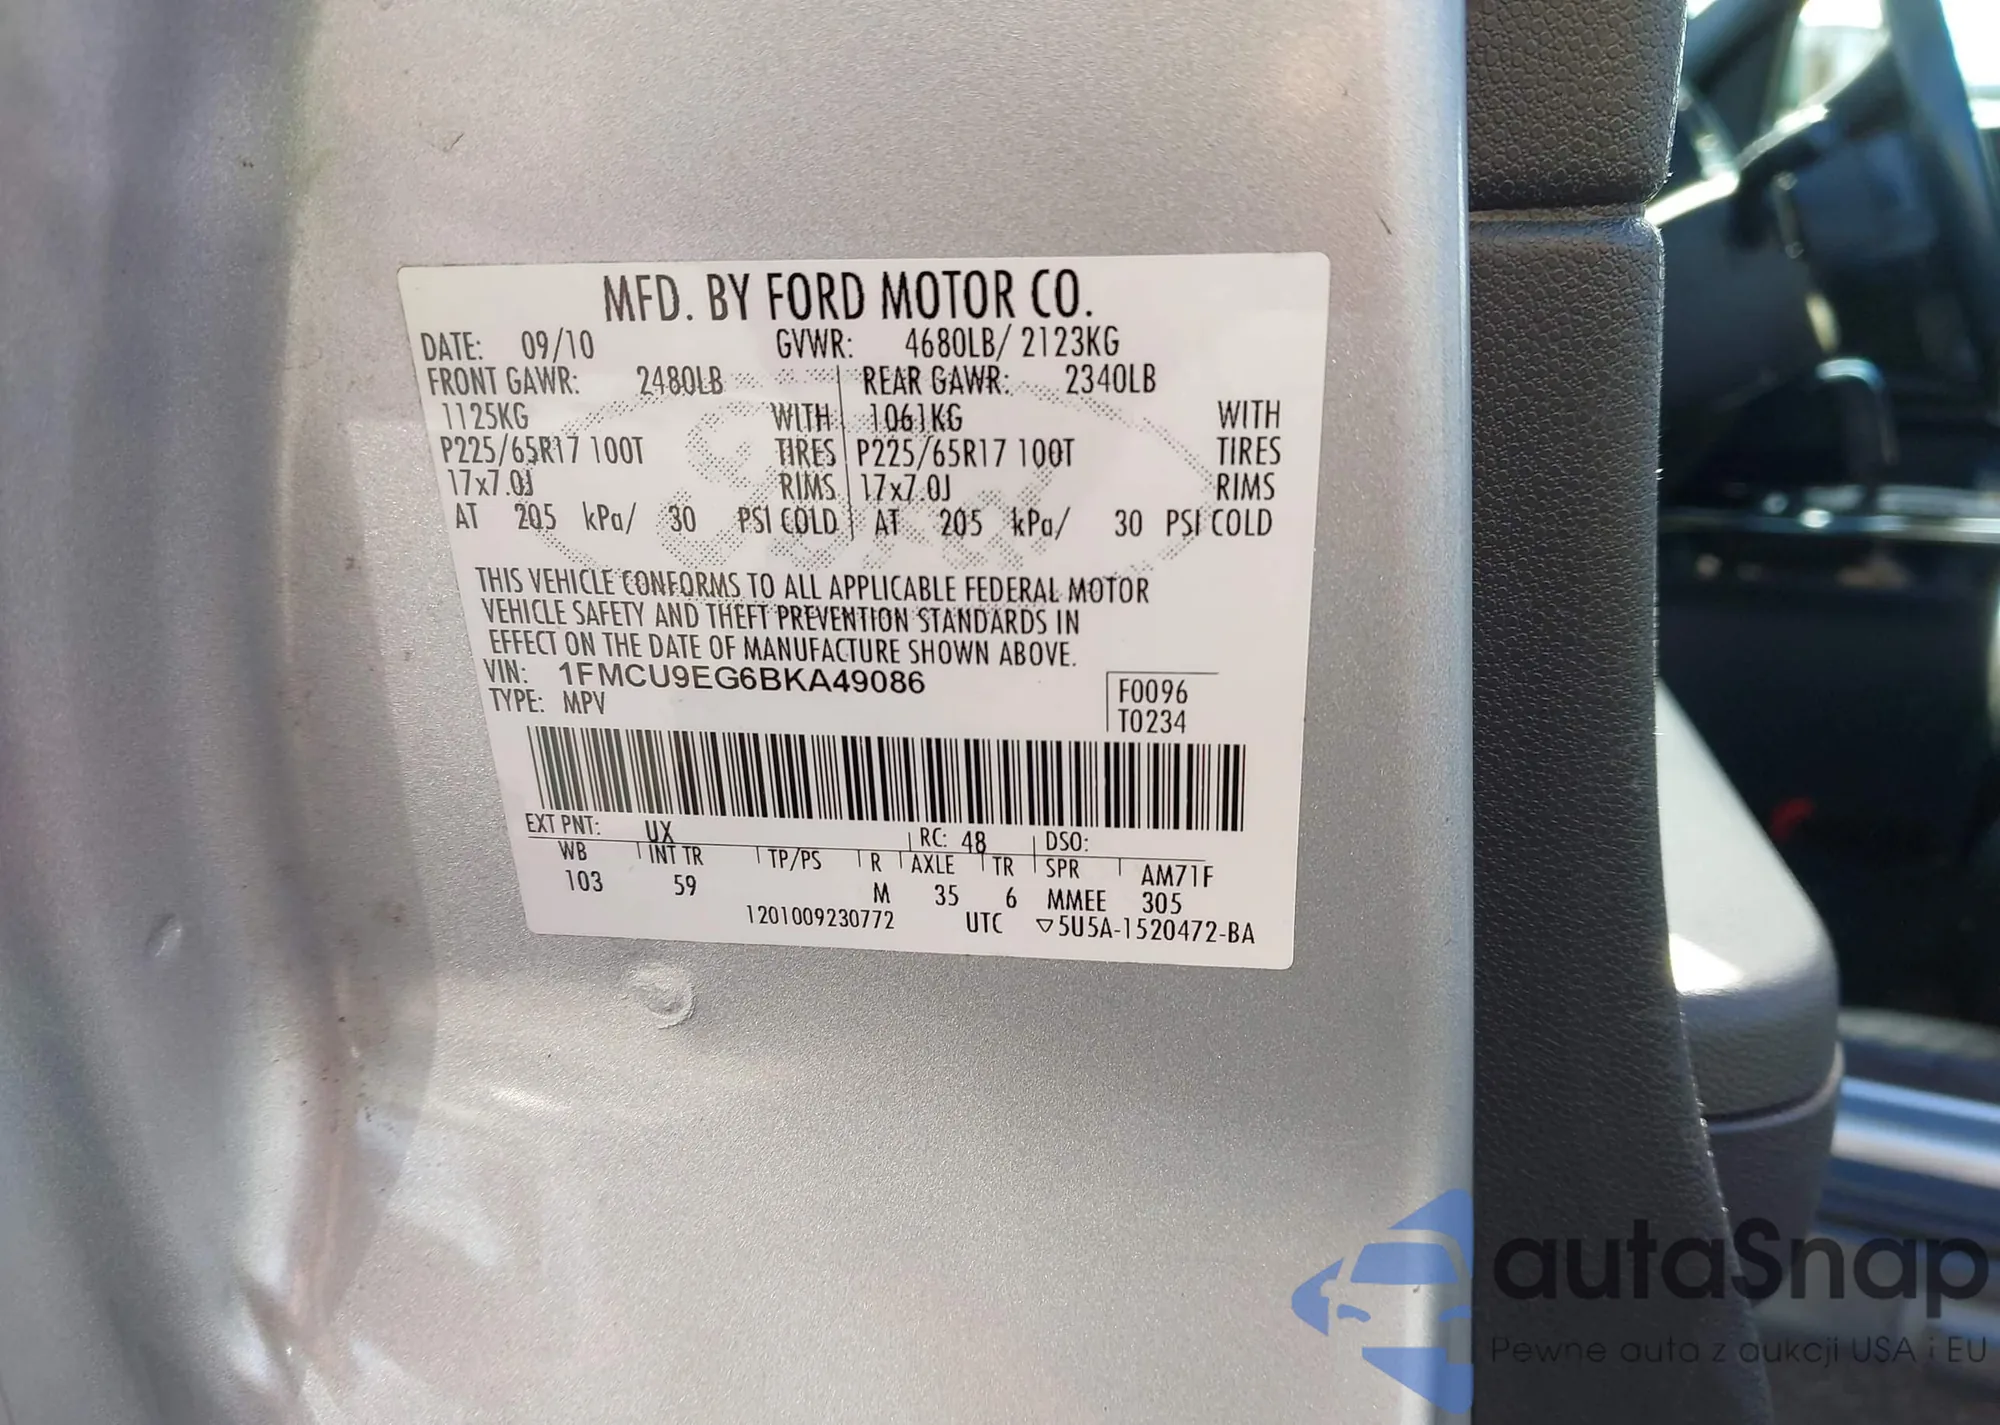 MFD. BY FORD MOTOR CO.
DATE: 09/10 GVWR: 4680LB/ 2123KG
FRONT GAWR: 2480LB REAR GAWR: 2340LB
1125KG WITH 1061KG WITH
P225/65R17 100T TIRES P225/65R17 100T TIRES
17x7.0J RIMS 17x7.0J RIMS
AT 205 kPa/ 30 PSI COLD AT 205 kPa/ 30 PSI COLD
THIS VEHICLE CONFORMS TO ALL APPLICABLE FEDERAL MOTOR
VEHICLE SAFETY AND THEFT PREVENTION STANDARDS IN
EFFECT ON THE DATE OF MANUFACTURE SHOWN ABOVE.
VIN: 1FMCU9EG6BKA49086
TYPE: MPV
F0096
T0234
EXT PNT: UX RC: 48 DSO:
WB INT TR TP/PS R AXLE TR SPR AM71F
103 59 M 35 6 MMEE 305
1201009230772 UTC ▽5U5A-1520472-BA
autaSnap
Pewne auta z aukcji USA i EU